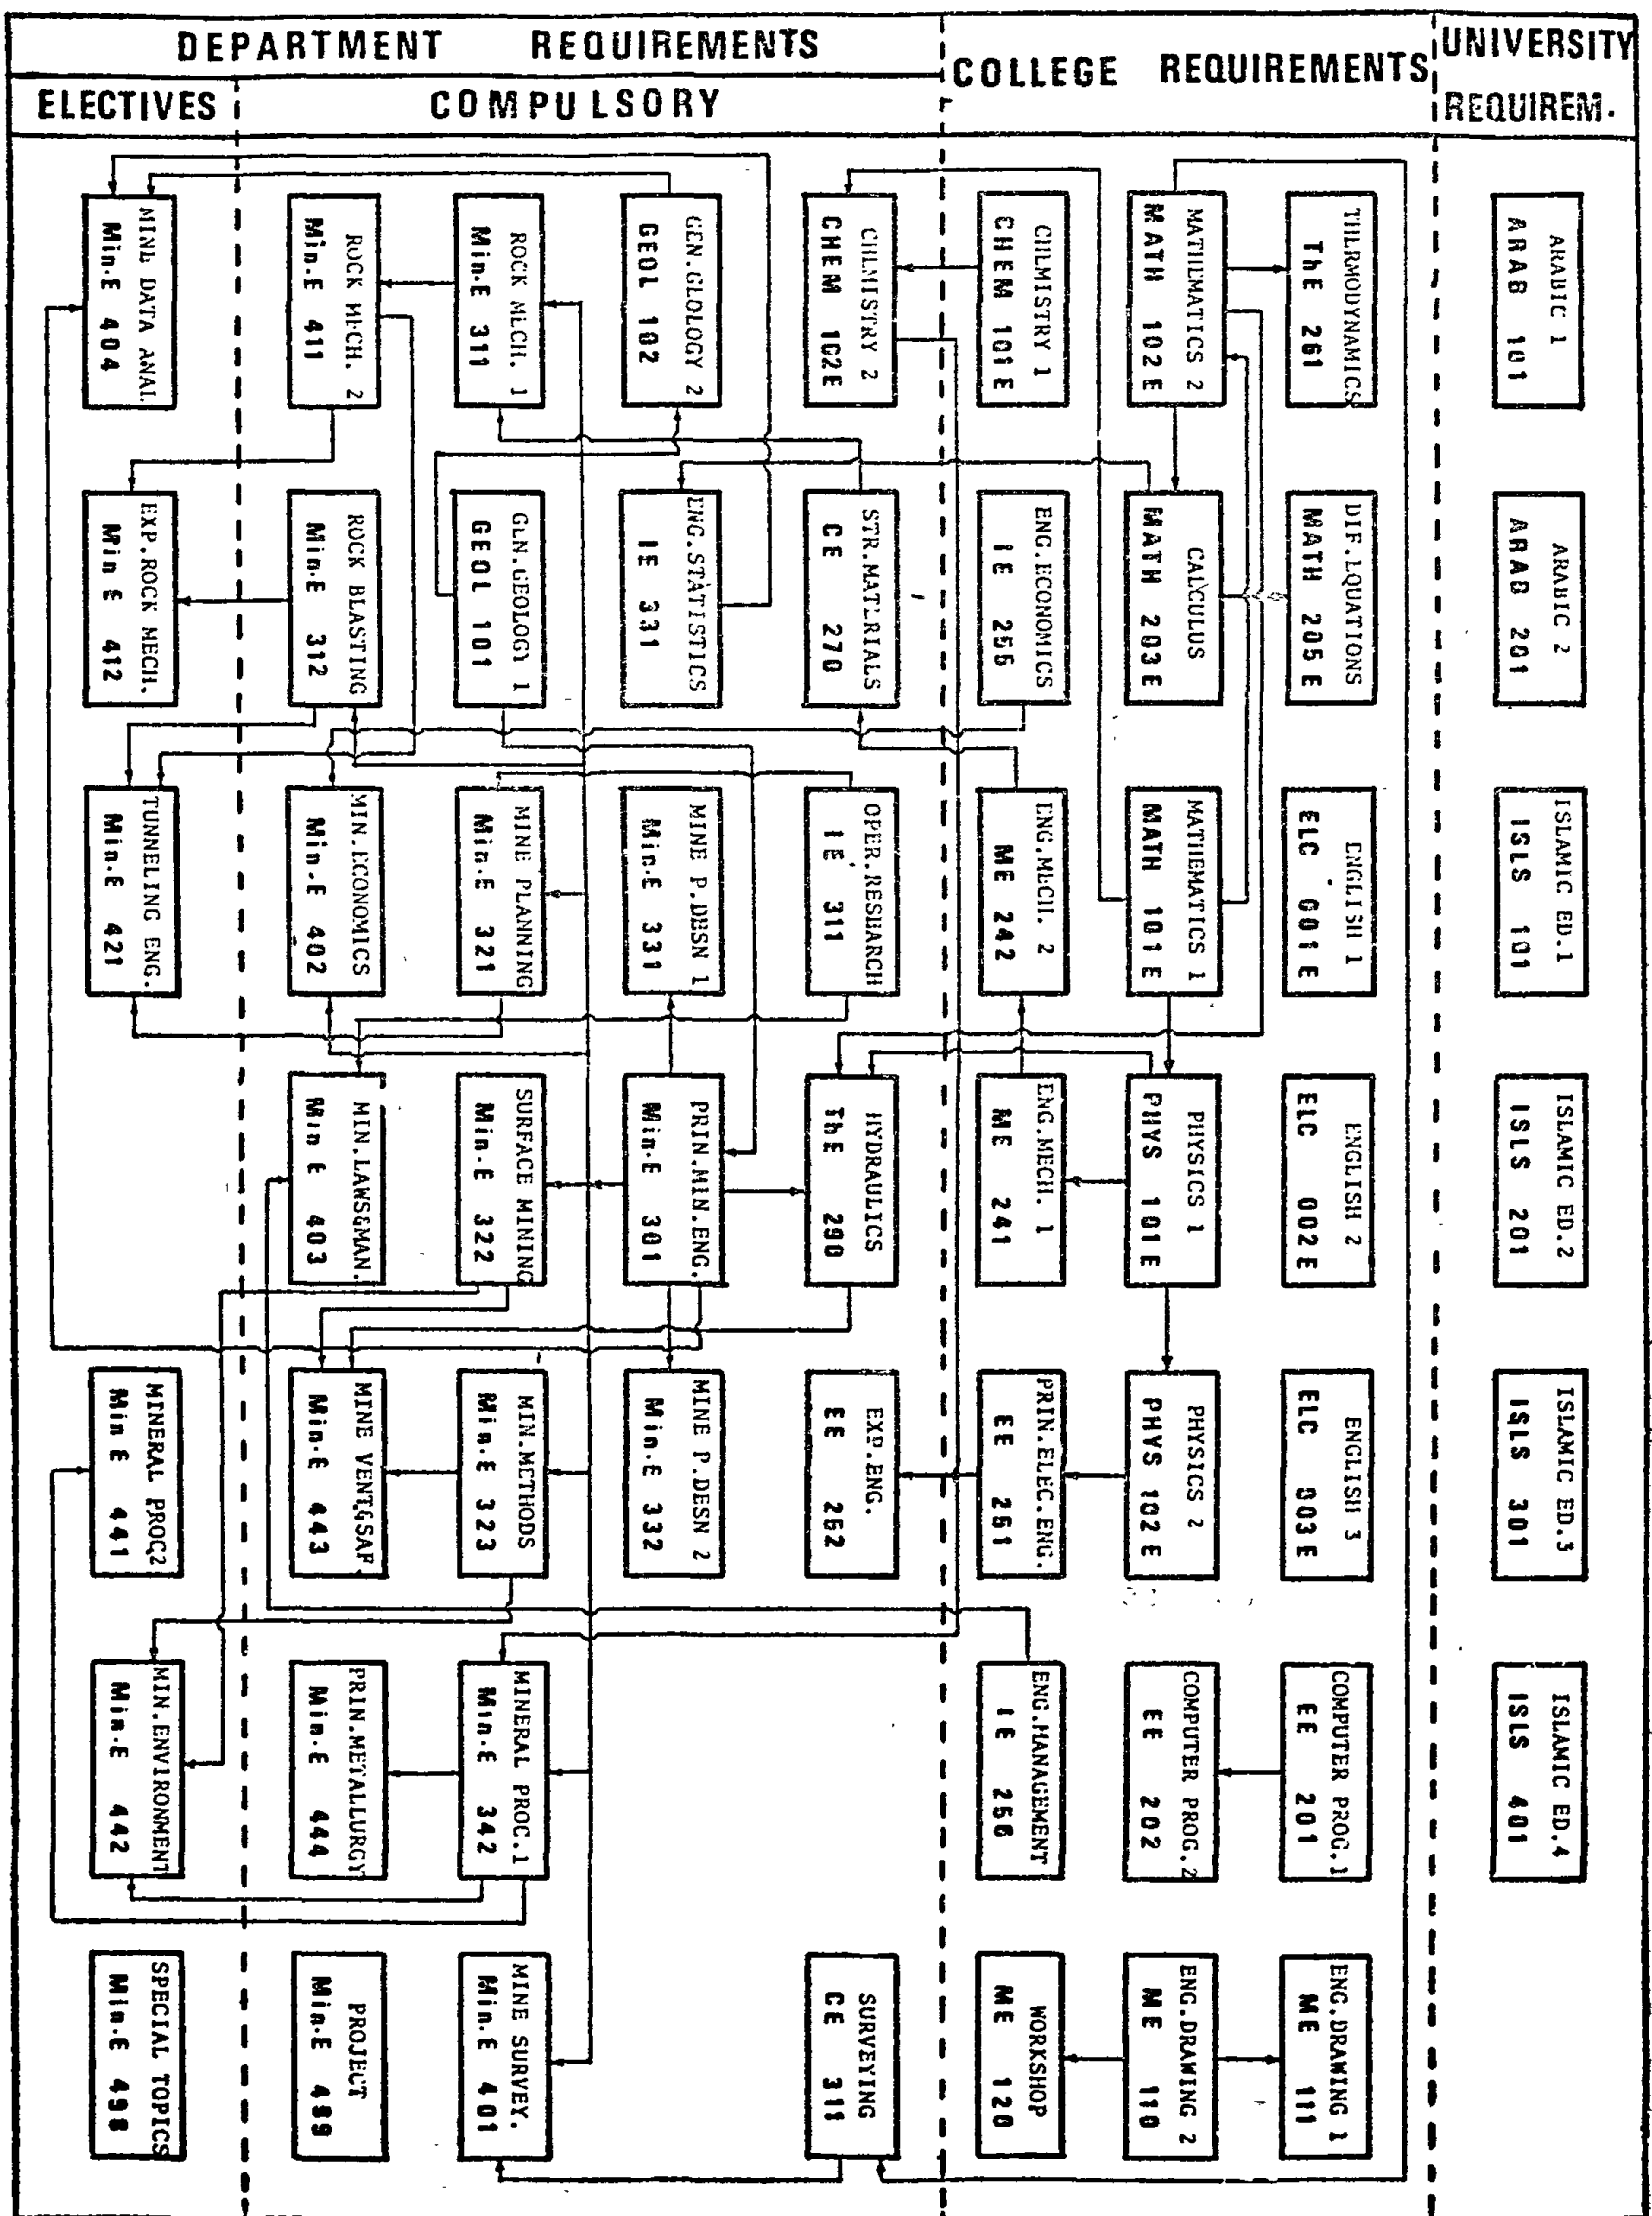 DEPARTMENT REQUIREMENTS
COLLEGE REQUIREMENTS
UNIVERSITY
REQUIREM.
ELECTIVES
COMPULSORY
MINE DATA ANAL
Min.E 404
ROCK MECH. 2
Min.E 411
ROCK MECH. 1
Min.E 311
GEN.GEOLOGY 2
GEOL 102
CHEMISTRY 2
CHEM 102E
CHEMISTRY 1
CHEM 101E
MATHEMATICS 2
MATH 102E
THERMODYNAMICS
ThE 261
ARABIC 1
ARAB 101
EXP.ROCK MECH.
Min E 412
ROCK BLASTING
Min.E 312
GEN.GEOLOGY 1
GEOL 101
ENG.STATISTICS
IE 331
STR.MATERIALS
CE 270
ENG.ECONOMICS
IE 255
CALCULUS
MATH 203E
DIF.EQUATIONS
MATH 205E
ARABIC 2
ARAB 201
TUNNELING ENG.
Min.E 421
MIN.ECONOMICS
Min.E 402
MINE PLANNING
Min.E 321
MINE P.DESN 1
Min.E 331
OPER.RESEARCH
IE 311
ENG.MECH. 2
ME 242
MATHEMATICS 1
MATH 101E
ENGLISH 1
ELC 001E
ISLAMIC ED.1
ISLS 101
MIN.LAWS&MAN.
Min E 403
SURFACE MINING
Min.E 322
PRIN.MIN.ENG.
Min.E 301
HYDRAULICS
ThE 290
ENG.MECH. 1
ME 241
PHYSICS 1
PHYS 101E
ENGLISH 2
ELC 002E
ISLAMIC ED.2
ISLS 201
MINERAL PROC2
Min E 441
MINE VENT&SAF.
Min.E 443
MIN.METHODS
Min.E 323
MINE P.DESN 2
Min.E 332
EXP.ENG.
EE 252
PRIN.ELEC.ENG.
EE 251
PHYSICS 2
PHYS 102E
ENGLISH 3
ELC 003E
ISLAMIC ED.3
ISLS 301
MIN.ENVIRONMENT
Min.E 442
PRIN.METALLURGY
Min.E 444
MINERAL PROC.1
Min.E 342
ENG.MANAGEMENT
IE 256
COMPUTER PROG.2
EE 202
COMPUTER PROG.1
EE 201
ISLAMIC ED.4
ISLS 401
SPECIAL TOPICS
Min.E 498
PROJECT
Min.E 499
MINE SURVEY.
Min.E 401
SURVEYING
CE 311
WORKSHOP
ME 120
ENG.DRAWING 2
ME 110
ENG.DRAWING 1
ME 111